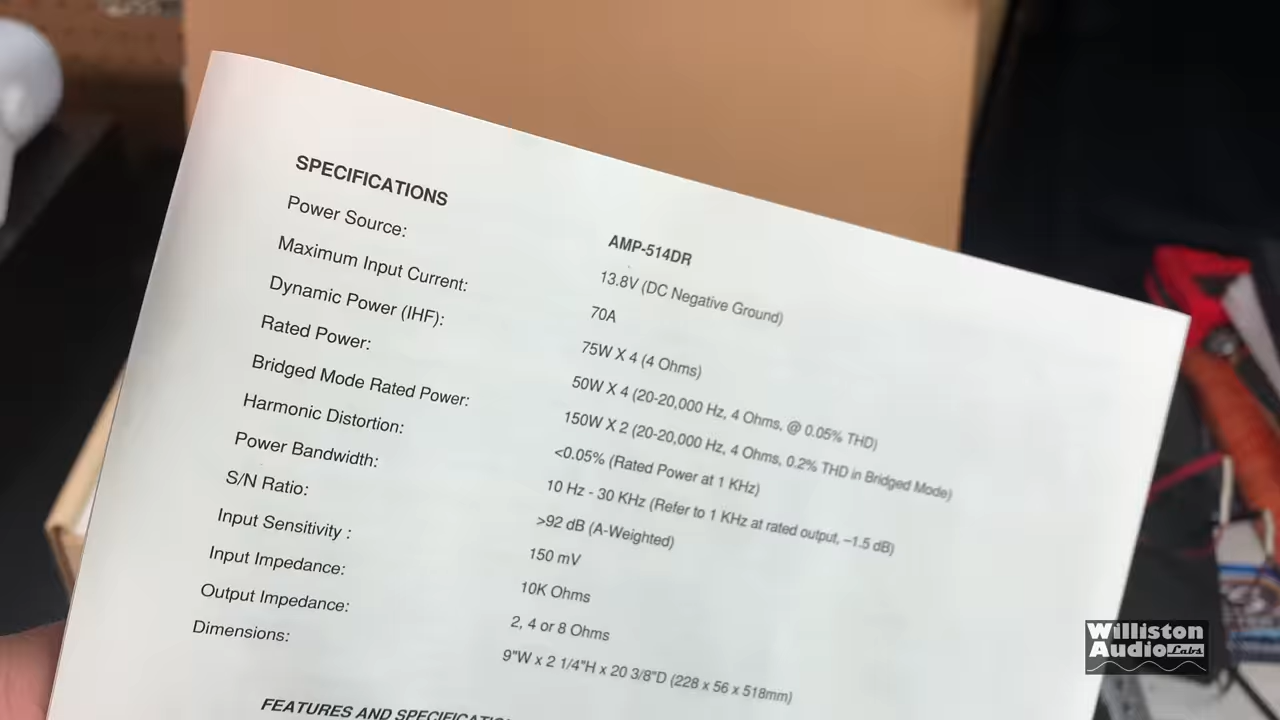 SPECIFICATIONS
AMP-514DR
Power Source: 13.8V (DC Negative Ground)
Maximum Input Current: 70A
Dynamic Power (IHF): 75W X 4 (4 Ohms)
Rated Power: 50W X 4 (20-20,000 Hz, 4 Ohms, @ 0.05% THD)
Bridged Mode Rated Power: 150W X 2 (20-20,000 Hz, 4 Ohms, 0.2% THD in Bridged Mode)
Harmonic Distortion: <0.05% (Rated Power at 1 KHz)
Power Bandwidth: 10 Hz - 30 KHz (Refer to 1 KHz at rated output, –1.5 dB)
S/N Ratio: >92 dB (A-Weighted)
Input Sensitivity : 150 mV
Input Impedance: 10K Ohms
Output Impedance: 2, 4 or 8 Ohms
Dimensions: 9"W x 2 1/4"H x 20 3/8"D (228 x 56 x 518mm)
FEATURES AND
Williston
Audio Labs